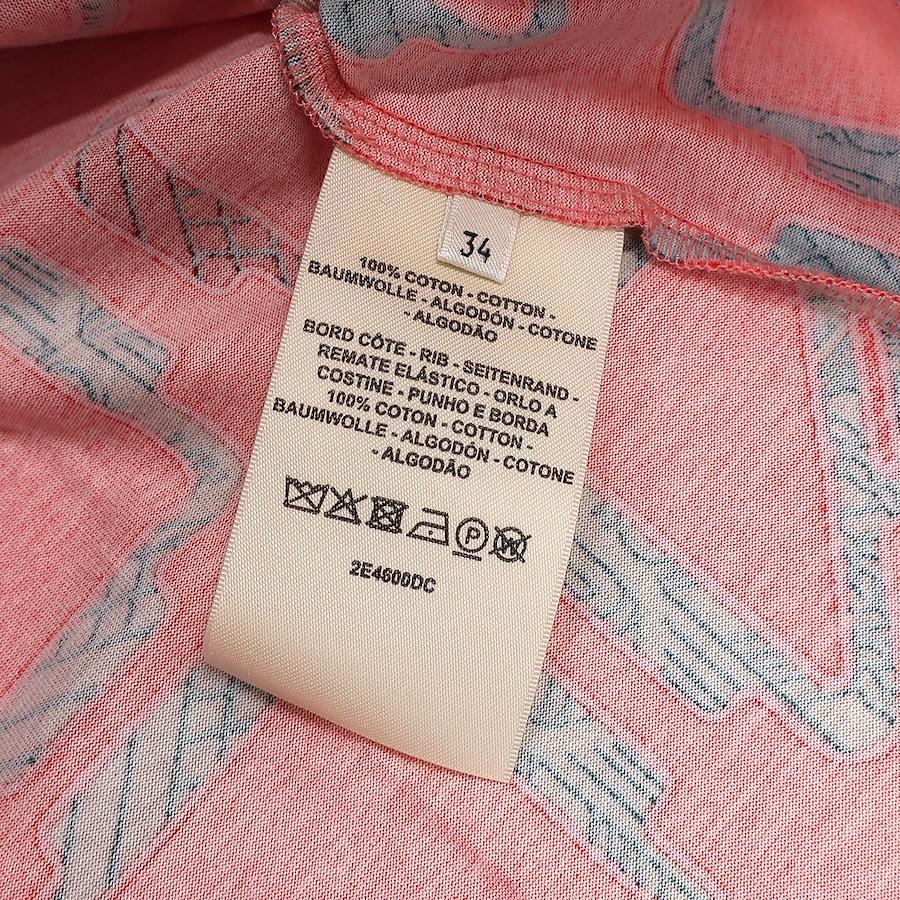 34
100% COTON - COTTON -
BAUMWOLLE - ALGODÓN - COTONE
- ALGODÃO
BORD CÔTE - RIB - SEITENRAND -
REMATE ELÁSTICO - ORLO A
COSTINE - PUNHO E BORDA
100% COTON - COTTON -
BAUMWOLLE - ALGODÓN - COTONE
- ALGODÃO
P W
2E4600DC